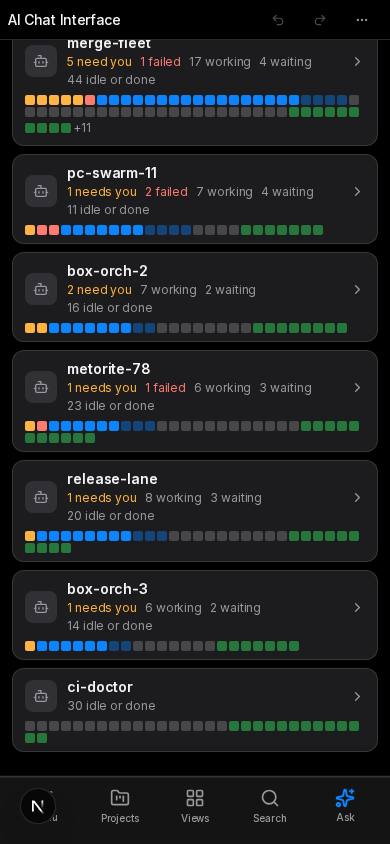 AI Chat Interface
merge-fleet
5 need you 1 failed 17 working 4 waiting
44 idle or done
+11
pc-swarm-11
1 needs you 2 failed 7 working 4 waiting
11 idle or done
box-orch-2
2 need you 7 working 2 waiting
16 idle or done
metorite-78
1 needs you 1 failed 6 working 3 waiting
23 idle or done
release-lane
1 needs you 8 working 3 waiting
20 idle or done
box-orch-3
1 needs you 6 working 2 waiting
14 idle or done
ci-doctor
30 idle or done
N
Projects
Views
Search
Ask